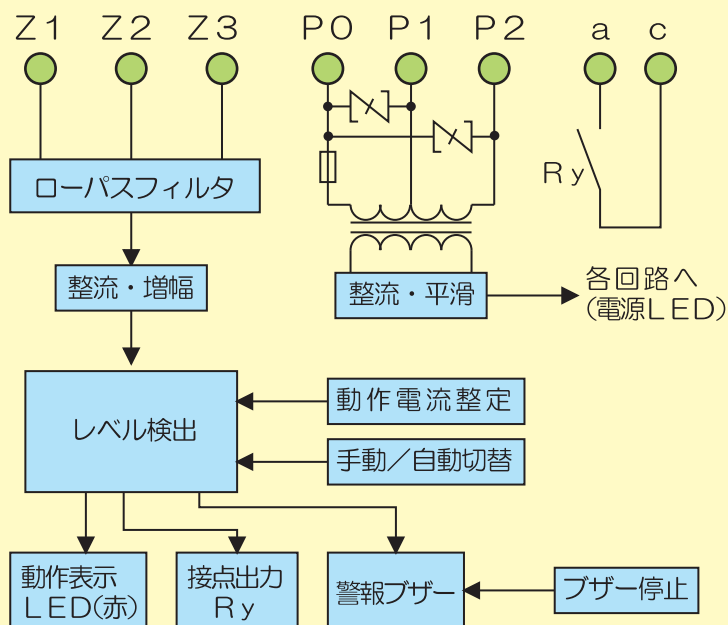 Z1 Z2 Z3 P0 P1 P2 a c
Ry
ローパスフィルタ
整流・増幅
整流・平滑
各回路へ
(電源LED)
レベル検出
動作電流整定
手動／自動切替
動作表示
LED(赤)
接点出力
Ry
警報ブザー
ブザー停止